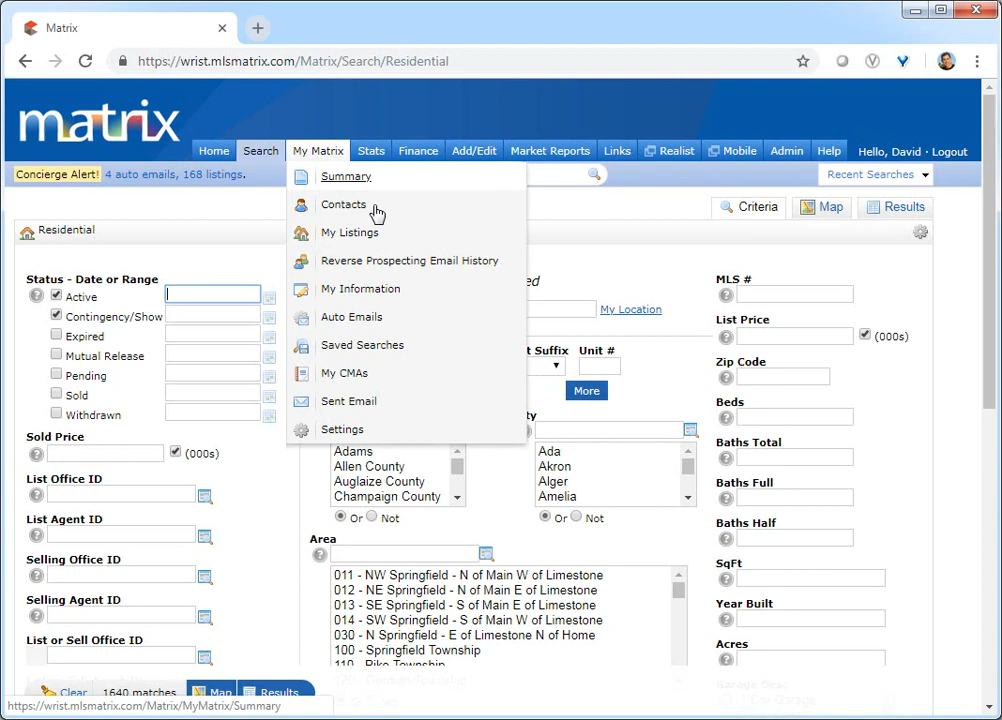 Matrix
https://wrist.mlsmatrix.com/Matrix/Search/Residential
matrix
Home Search My Matrix Stats Finance Add/Edit Market Reports Links Realist Mobile Admin Help Hello, David · Logout
Concierge Alert! 4 auto emails, 168 listings.
Recent Searches
Summary
Contacts
My Listings
Reverse Prospecting Email History
My Information
Auto Emails
Saved Searches
My CMAs
Sent Email
Settings
Criteria Map Results
Residential
Status - Date or Range
Active
Contingency/Show
Expired
Mutual Release
Pending
Sold
Withdrawn
Sold Price
(000s)
List Office ID
List Agent ID
Selling Office ID
Selling Agent ID
List or Sell Office ID
My Location
Suffix Unit #
More
Adams
Allen County
Auglaize County
Champaign County
Or Not
Ada
Akron
Alger
Amelia
Or Not
Area
011 - NW Springfield - N of Main W of Limestone
012 - NE Springfield - N of Main E of Limestone
013 - SE Springfield - S of Main E of Limestone
014 - SW Springfield - S of Main W of Limestone
030 - N Springfield - E of Limestone N of Home
100 - Springfield Township
110 - Pike Township
MLS #
List Price
(000s)
Zip Code
Beds
Baths Total
Baths Full
Baths Half
SqFt
Year Built
Acres
Clear 1640 matches Map Results
https://wrist.mlsmatrix.com/Matrix/MyMatrix/Summary